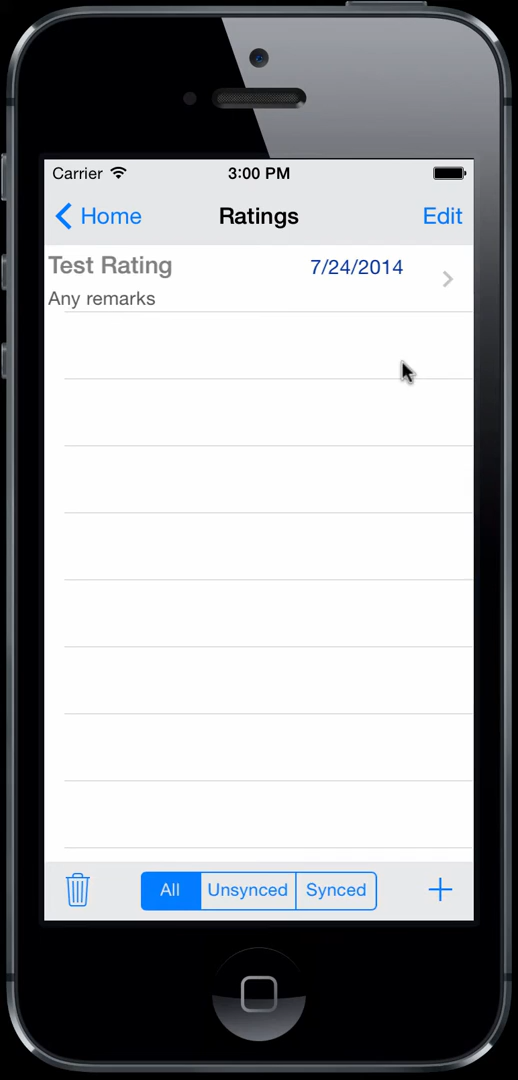 Carrier 3:00 PM
Home Ratings Edit
Test Rating 7/24/2014
Any remarks
All Unsynced Synced